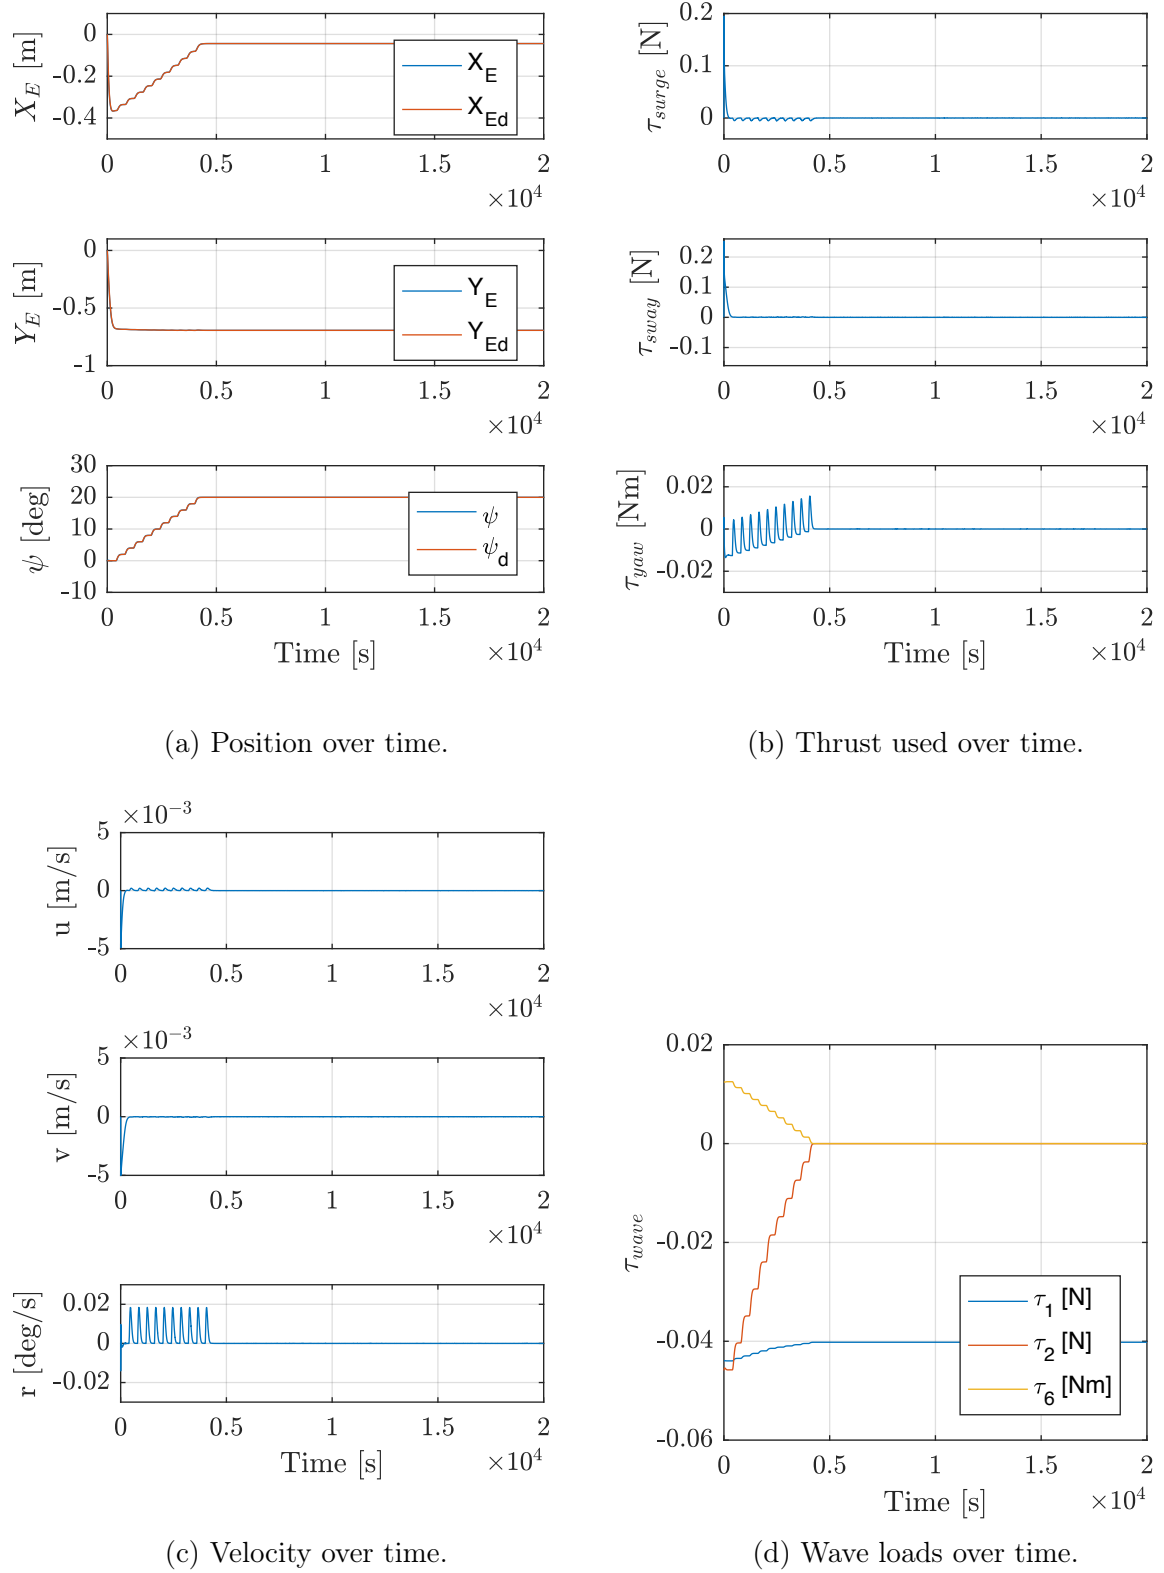 0
-0.2
-0.4
X_E [m]
X_E
X_Ed
0 0.5 1 1.5 2
×10^4
0
-0.5
-1
Y_E [m]
Y_E
Y_Ed
0 0.5 1 1.5 2
×10^4
30
20
10
0
-10
ψ [deg]
ψ
ψ_d
0 0.5 1 1.5 2
Time [s] ×10^4
(a) Position over time.
0.2
0.1
0
τ_surge [N]
0 0.5 1 1.5 2
×10^4
0.2
0.1
0
-0.1
τ_sway [N]
0 0.5 1 1.5 2
×10^4
0.02
0
-0.02
τ_yaw [Nm]
0 0.5 1 1.5 2
Time [s] ×10^4
(b) Thrust used over time.
×10^-3
5
0
-5
u [m/s]
0 0.5 1 1.5 2
×10^4
×10^-3
5
0
-5
v [m/s]
0 0.5 1 1.5 2
×10^4
0.02
0
-0.02
r [deg/s]
0 0.5 1 1.5 2
Time [s] ×10^4
(c) Velocity over time.
0.02
0
-0.02
-0.04
-0.06
τ_wave
τ_1 [N]
τ_2 [N]
τ_6 [Nm]
0 0.5 1 1.5 2
Time [s] ×10^4
(d) Wave loads over time.